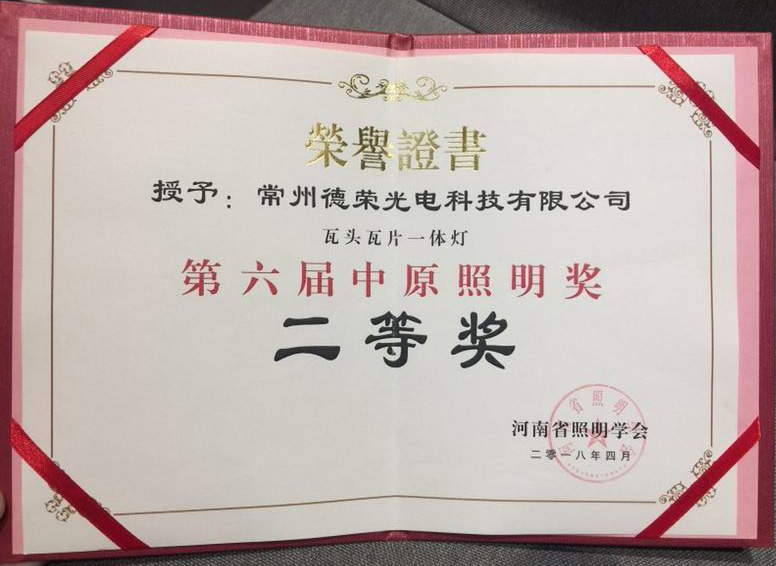 榮譽證書
授予：常州德荣光电科技有限公司
瓦头瓦片一体灯
第六届中原照明奖
二等奖
河南省照明学会
二零一八年四月